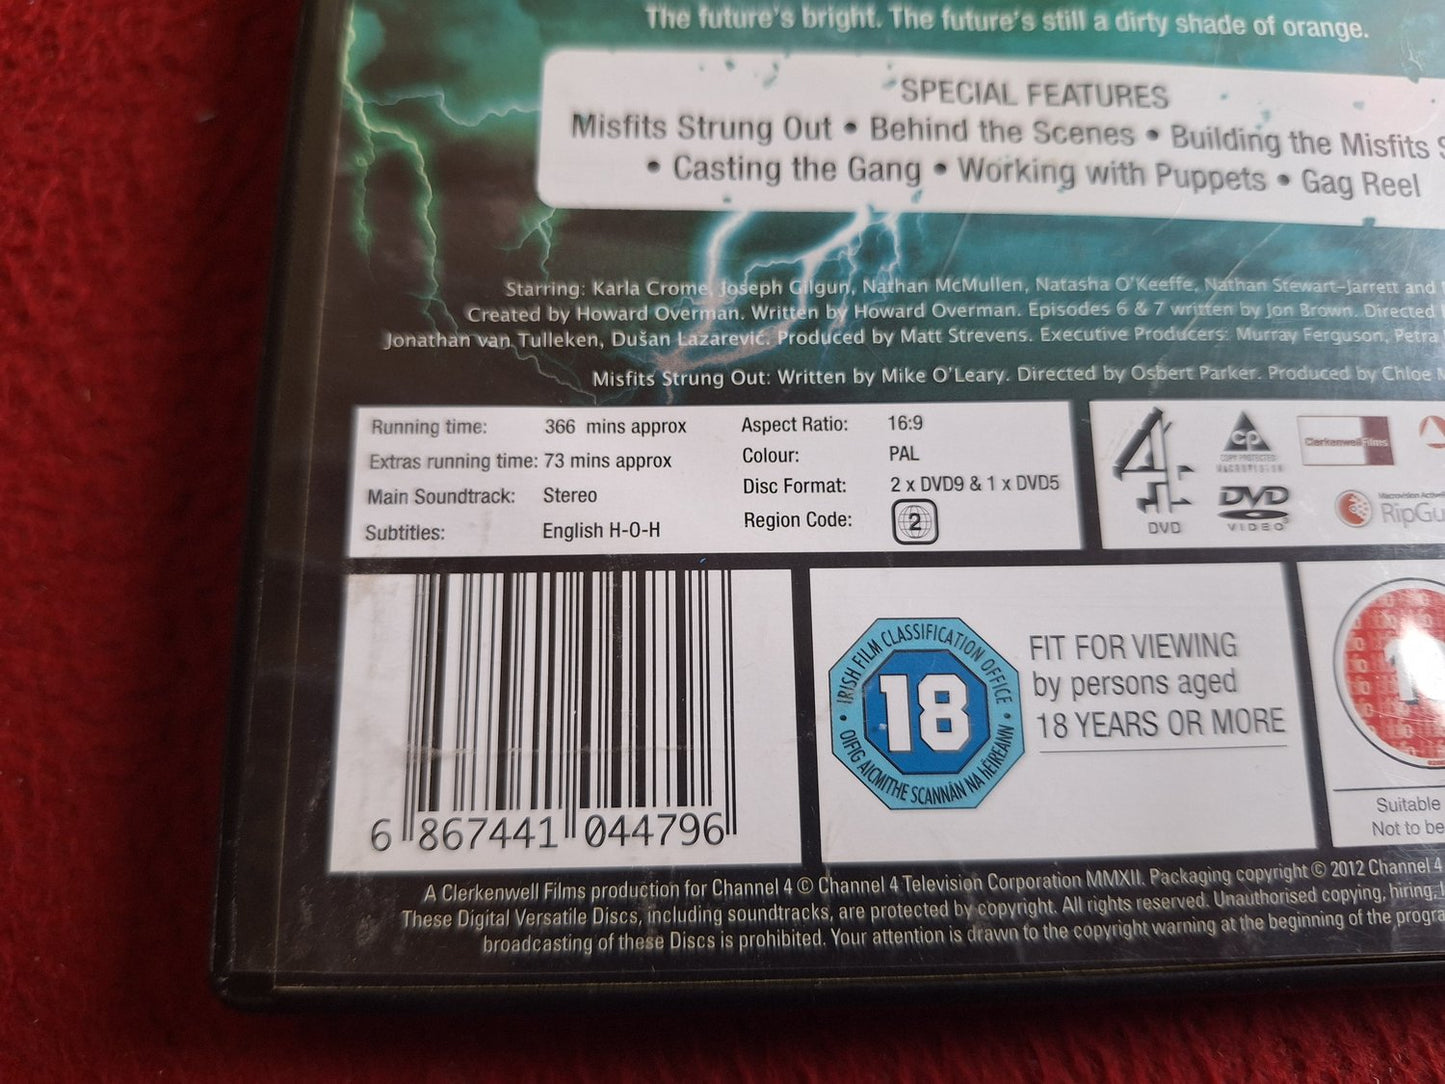 The future's bright. The future's still a dirty shade of orange.
SPECIAL FEATURES
Misfits Strung Out • Behind the Scenes • Building the Misfits
• Casting the Gang • Working with Puppets • Gag Reel
Starring: Karla Crome, Joseph Gilgun, Nathan McMullen, Natasha O'Keeffe, Nathan Stewart-Jarrett and
Created by Howard Overman. Written by Howard Overman. Episodes 6 & 7 written by Jon Brown. Directed
Jonathan van Tulleken, Dušan Lazarević. Produced by Matt Strevens. Executive Producers: Murray Ferguson, Petra
Misfits Strung Out: Written by Mike O'Leary. Directed by Osbert Parker. Produced by Chloe
Running time: 366 mins approx
Extras running time: 73 mins approx
Main Soundtrack: Stereo
Subtitles: English H-O-H
Aspect Ratio: 16:9
Colour: PAL
Disc Format: 2 x DVD9 & 1 x DVD5
Region Code: 2
4
DVD
CP
COPY PROTECTED
MACROVISION
DVD
VIDEO
Clerkenwell Films
Macrovision
6 867441 044796
IRISH FILM CLASSIFICATION OFFICE
18
OIFIG AICMITHE SCANNÁN NA HÉIREANN
FIT FOR VIEWING
by persons aged
18 YEARS OR MORE
Suitable
Not to be
A Clerkenwell Films production for Channel 4 © Channel 4 Television Corporation MMXII. Packaging copyright © 2012 Channel 4
These Digital Versatile Discs, including soundtracks, are protected by copyright. All rights reserved. Unauthorised copying, hiring,
broadcasting of these Discs is prohibited. Your attention is drawn to the copyright warning at the beginning of the